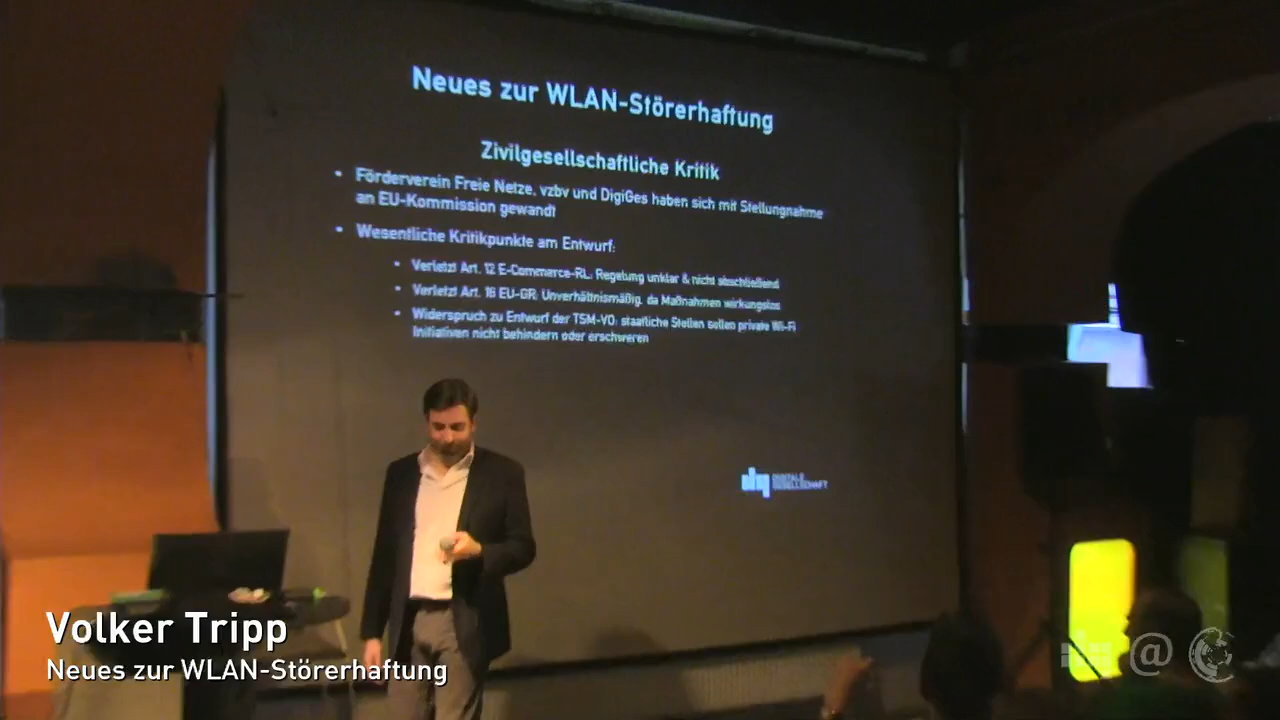 Neues zur WLAN-Störerhaftung
Zivilgesellschaftliche Kritik
• Förderverein Freie Netze, vzbv und DigiGes haben sich mit Stellungnahme
an EU-Kommission gewandt
• Wesentliche Kritikpunkte am Entwurf:
• Verletzt Art. 12 E-Commerce-RL: Regelung unklar & nicht abschließend
• Verletzt Art. 16 EU-GR: Unverhältnismäßig, da Maßnahmen wirkungslos
• Widerspruch zu Entwurf der TSM-VO: staatliche Stellen sollen private Wi-Fi
Initiativen nicht behindern oder erschweren
DIGITALE
GESELLSCHAFT
Volker Tripp
Neues zur WLAN-Störerhaftung
@